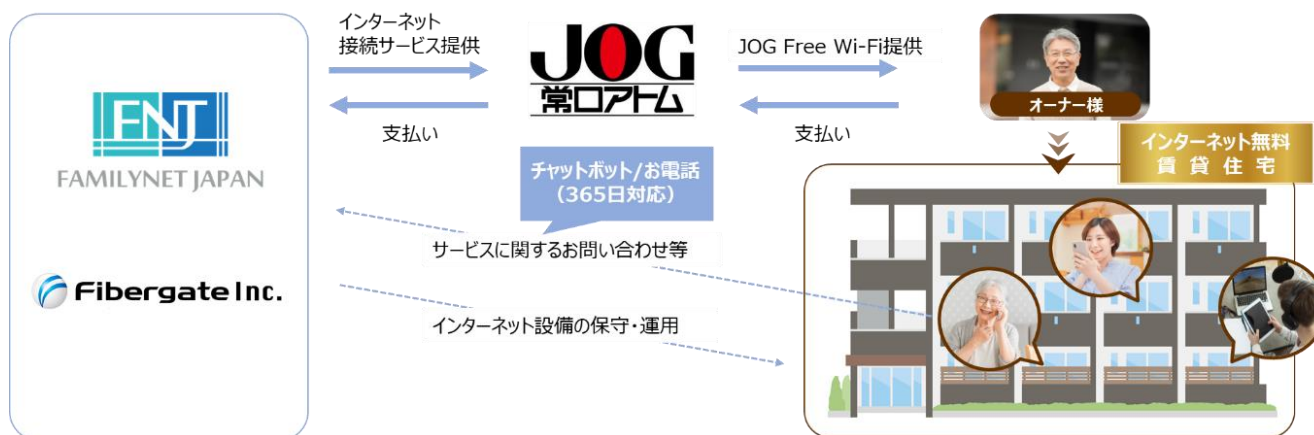 インターネット
接続サービス提供
支払い
FNJ
FAMILYNET JAPAN
Fibergate Inc.
JOG
常口アトム
チャットボット/お電話
（365日対応）
サービスに関するお問い合わせ等
インターネット設備の保守・運用
JOG Free Wi-Fi提供
支払い
オーナー様
インターネット無料
賃貸住宅